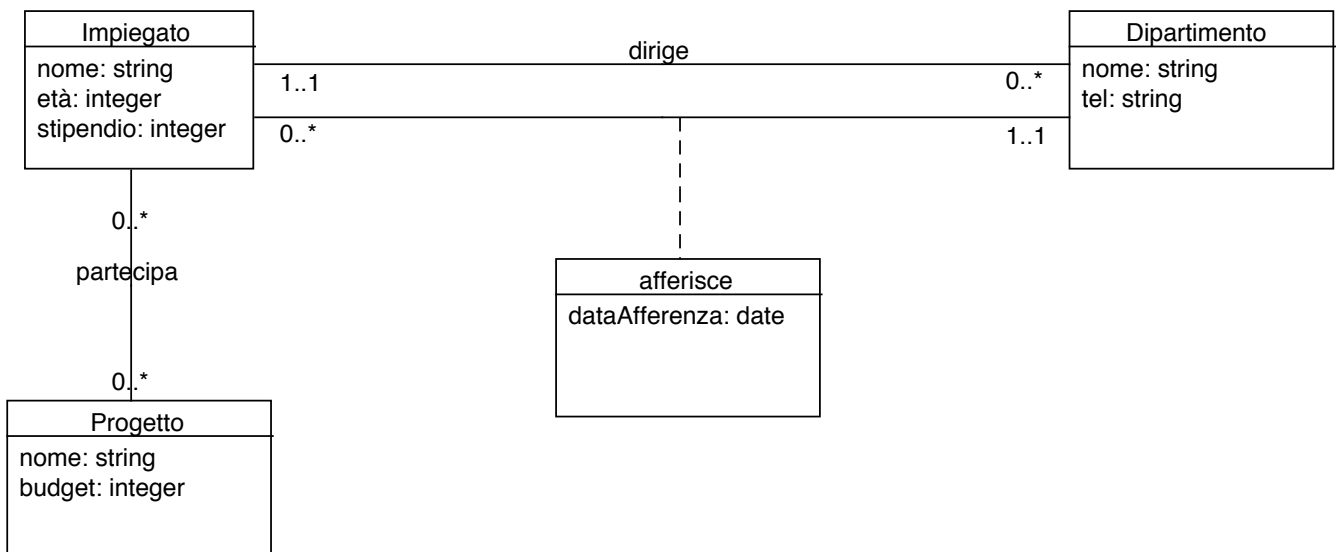 Impiegato
nome: string
età: integer
stipendio: integer
dirige
1..1
0..*
0..*
1..1
Dipartimento
nome: string
tel: string
0..*
partecipa
0..*
afferisce
dataAfferenza: date
Progetto
nome: string
budget: integer